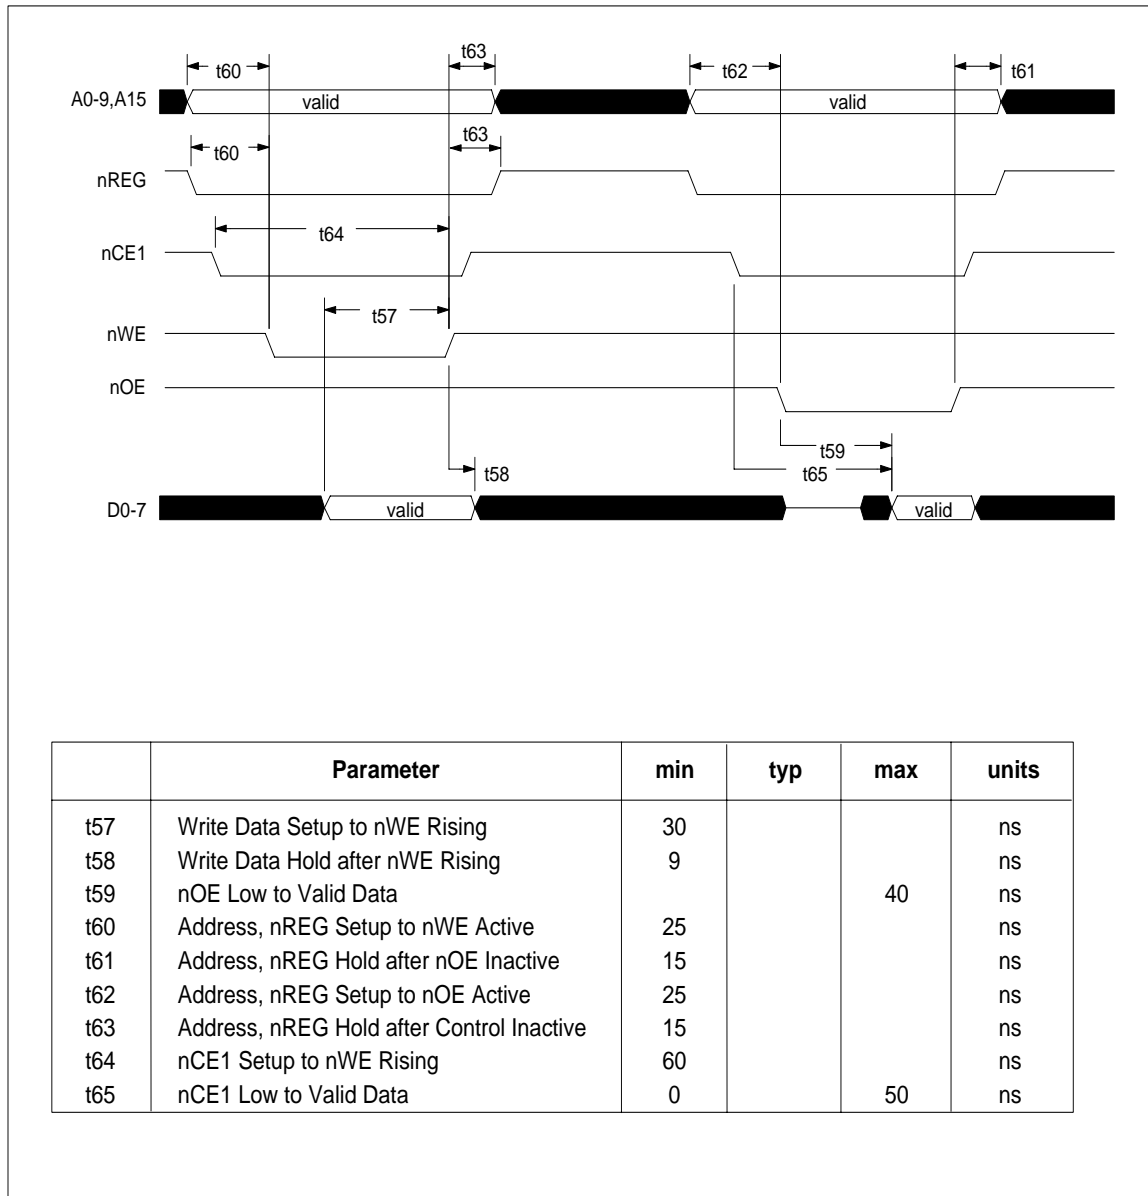 t60 t63 t62 t61
A0-9,A15 valid valid
t60 t63
nREG
t64
nCE1
t57
nWE
nOE
t59
t58 t65
D0-7 valid valid
Parameter min typ max units
t57 Write Data Setup to nWE Rising 30 ns
t58 Write Data Hold after nWE Rising 9 ns
t59 nOE Low to Valid Data 40 ns
t60 Address, nREG Setup to nWE Active 25 ns
t61 Address, nREG Hold after nOE Inactive 15 ns
t62 Address, nREG Setup to nOE Active 25 ns
t63 Address, nREG Hold after Control Inactive 15 ns
t64 nCE1 Setup to nWE Rising 60 ns
t65 nCE1 Low to Valid Data 0 50 ns